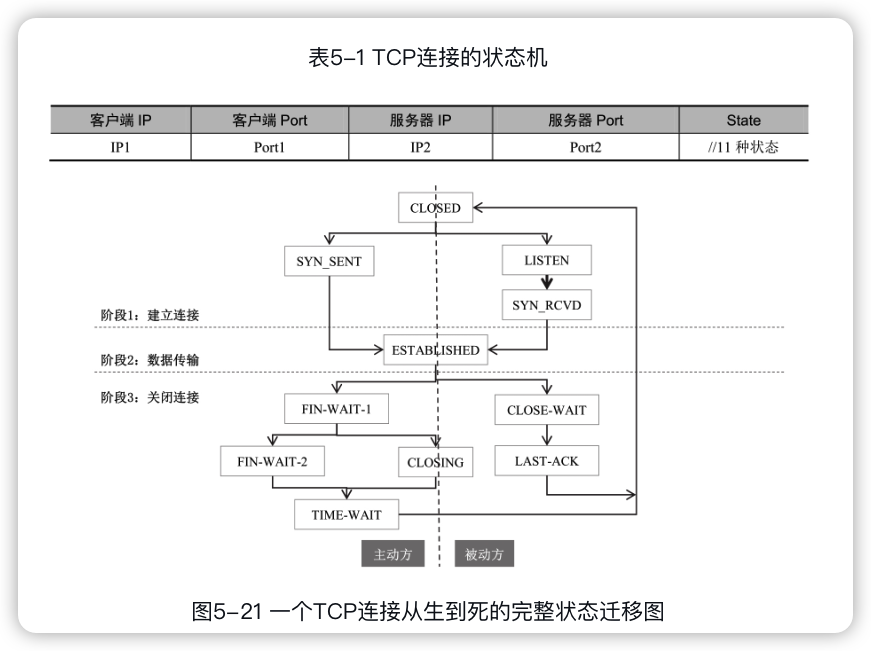 表5-1 TCP连接的状态机
客户端 IP 客户端 Port 服务器 IP 服务器 Port State
IP1 Port1 IP2 Port2 //11 种状态
CLOSED
SYN_SENT LISTEN
SYN_RCVD
阶段1：建立连接
ESTABLISHED
阶段2：数据传输
阶段3：关闭连接
FIN-WAIT-1 CLOSE-WAIT
FIN-WAIT-2 CLOSING LAST-ACK
TIME-WAIT
主动方 被动方
图5-21 一个TCP连接从生到死的完整状态迁移图